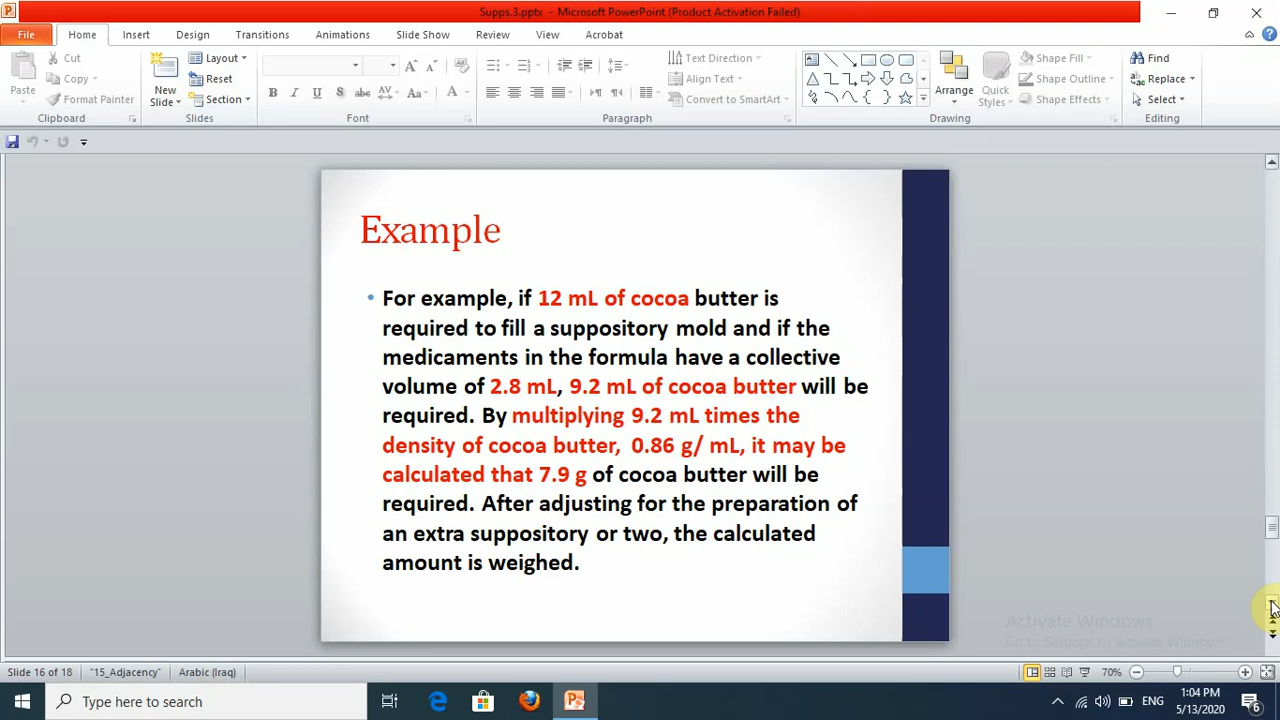 Supps.3.pptx - Microsoft PowerPoint (Product Activation Failed)
File Home Insert Design Transitions Animations Slide Show Review View Acrobat
Paste Cut Copy Format Painter
Clipboard
New Slide Layout Reset Section
Slides
B I U S abc AV Aa A
Font
Text Direction
Align Text
Convert to SmartArt
Paragraph
Arrange Quick Styles
Shape Fill
Shape Outline
Shape Effects
Drawing
Find
Replace
Select
Editing
Example
• For example, if 12 mL of cocoa butter is
required to fill a suppository mold and if the
medicaments in the formula have a collective
volume of 2.8 mL, 9.2 mL of cocoa butter will be
required. By multiplying 9.2 mL times the
density of cocoa butter, 0.86 g/ mL, it may be
calculated that 7.9 g of cocoa butter will be
required. After adjusting for the preparation of
an extra suppository or two, the calculated
amount is weighed.
Activate Windows
Go to Settings to activate Windows.
Slide 16 of 18 "15_Adjacency" Arabic (Iraq) 70%
Type here to search
ENG
1:04 PM
5/13/2020
6